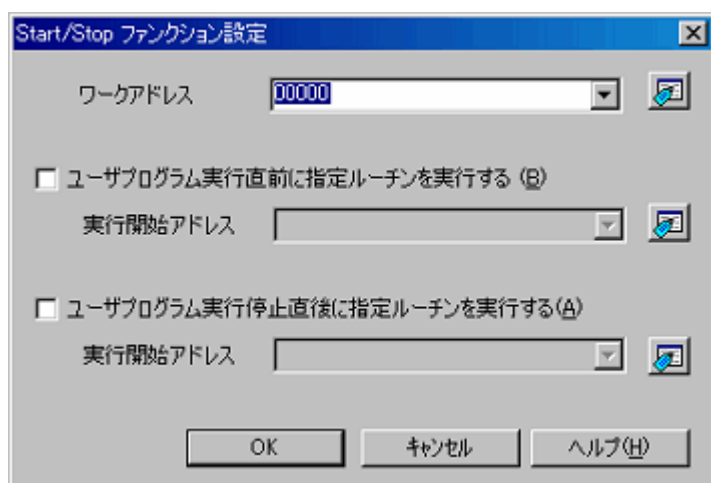 Start/Stop ファンクション設定
ワークアドレス 00000
ユーザプログラム実行直前に指定ルーチンを実行する (B)
実行開始アドレス
ユーザプログラム実行停止直後に指定ルーチンを実行する(A)
実行開始アドレス
OK キャンセル ヘルプ(H)